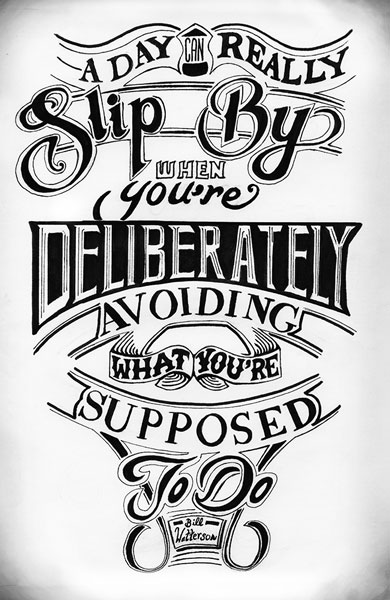 A DAY CAN REALLY
Slip By
WHEN
you're
DELIBERATELY
AVOIDING
WHAT YOU'RE
SUPPOSED
To Do
Bill
Watterson